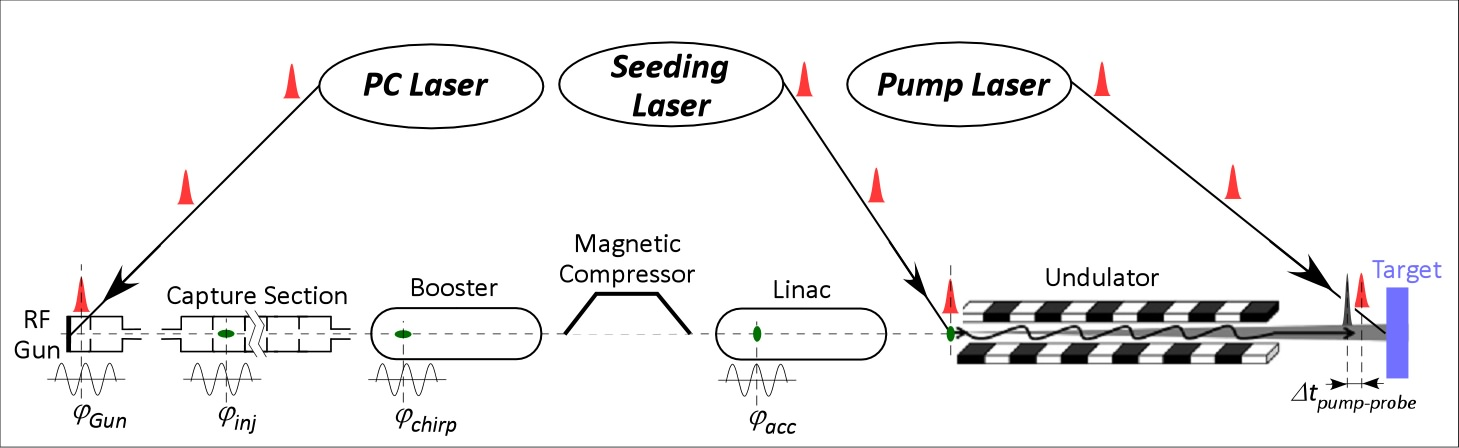 PC Laser
Seeding
Laser
Pump Laser
Magnetic
Compressor
Capture Section
Booster
Linac
Undulator
Target
RF
Gun
φGun
φinj
φchirp
φacc
Δtpump-probe